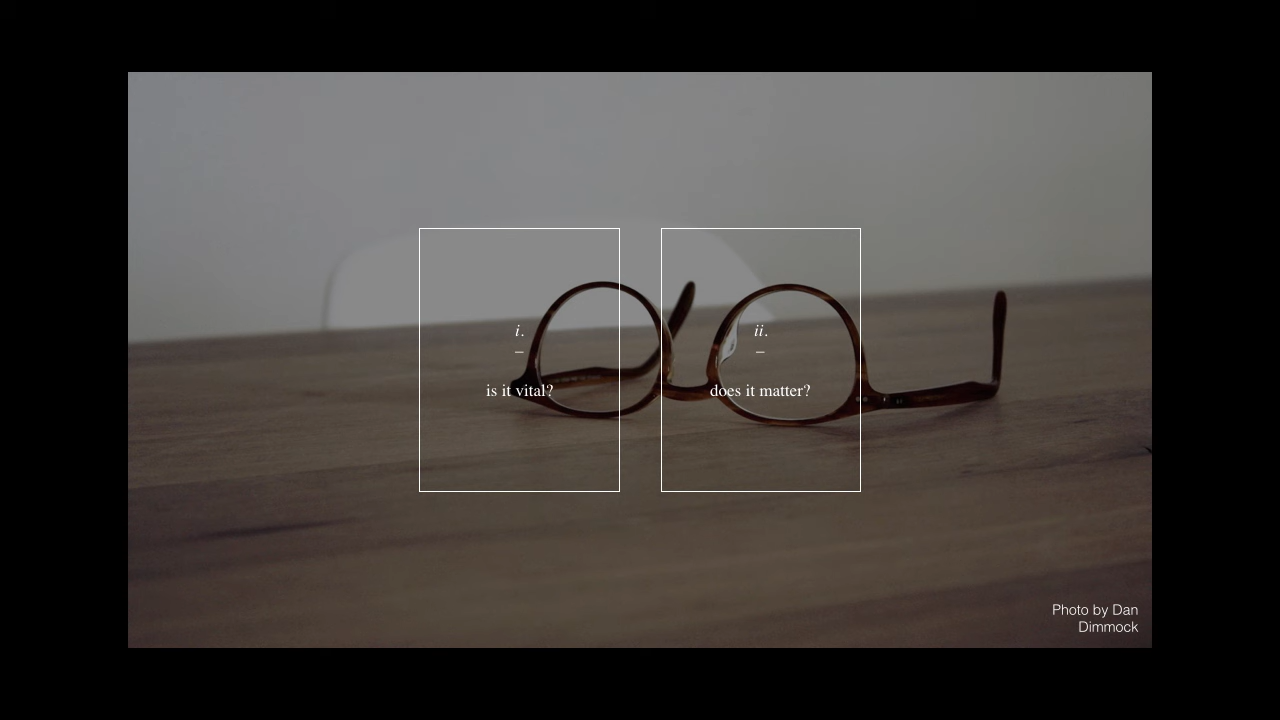 i.
–
is it vital?
ii.
–
does it matter?
Photo by Dan
Dimmock